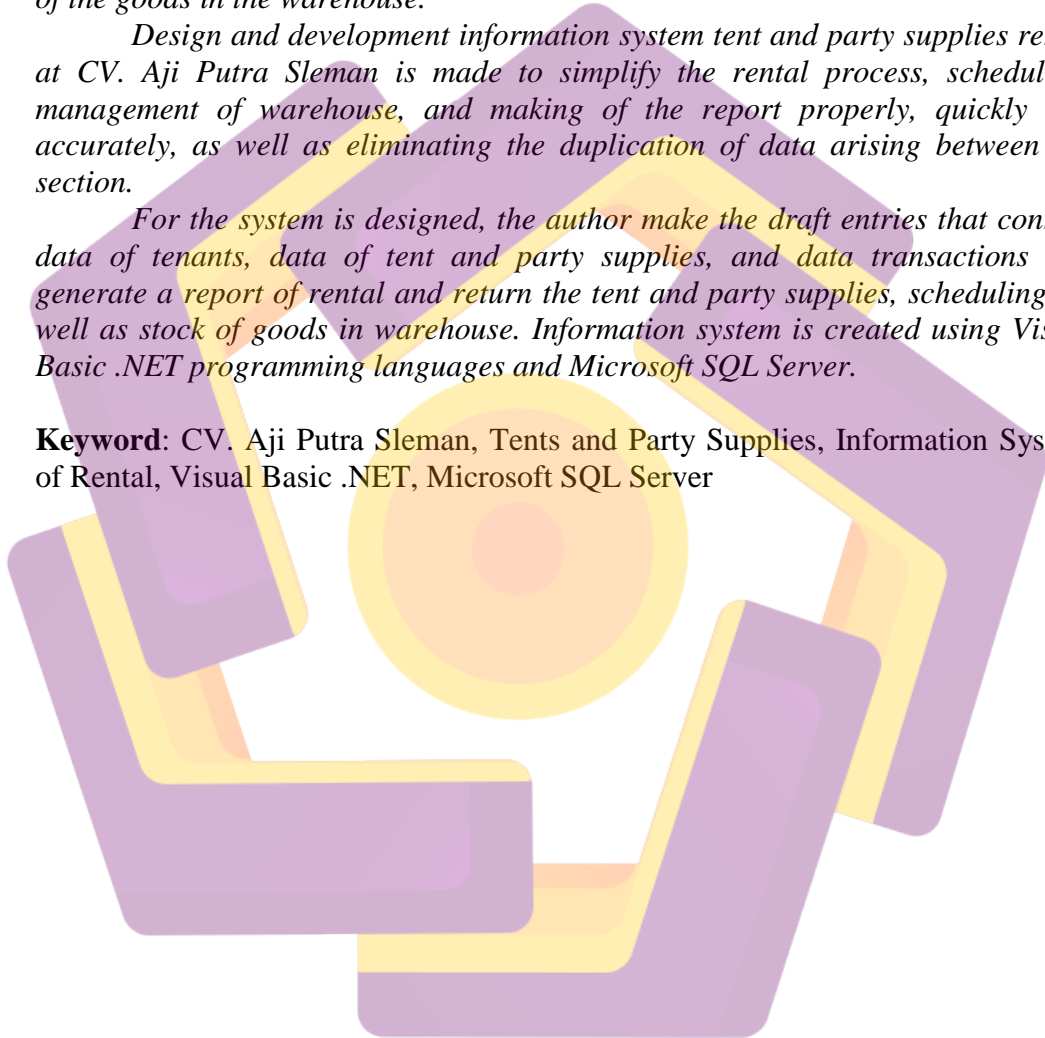 of the goods in the warehouse.
Design and development information system tent and party supplies re
at CV. Aji Putra Sleman is made to simplify the rental process, schedul
management of warehouse, and making of the report properly, quickly
accurately, as well as eliminating the duplication of data arising between
section.
For the system is designed, the author make the draft entries that con
data of tenants, data of tent and party supplies, and data transactions
generate a report of rental and return the tent and party supplies, scheduling
well as stock of goods in warehouse. Information system is created using Vis
Basic .NET programming languages and Microsoft SQL Server.
Keyword: CV. Aji Putra Sleman, Tents and Party Supplies, Information Sys
of Rental, Visual Basic .NET, Microsoft SQL Server